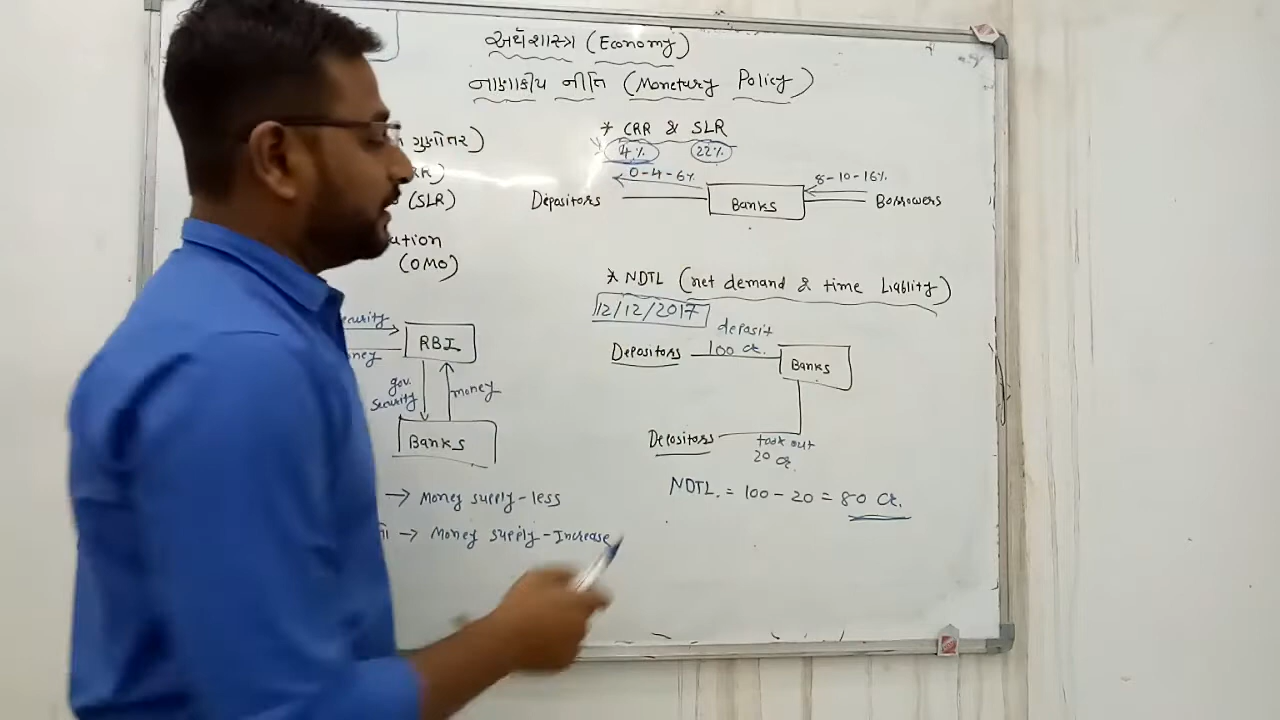 અર્થશાસ્ત્ર (Economy)
નાણાકીય નીતિ (Monetary Policy)
ગુણોત્તર)
(SLR)
(OMO)
* CRR & SLR
4% 22%
0-4-6% 8-10-16%
Depositors Banks Borrowers
* NDTL (net demand & time Liablity)
12/12/2017
deposit
Depositors 100 Cr. Banks
Depositors took out
20 Cr.
NDTL. = 100 - 20 = 80 Cr.
RBI
gov. money
security
Banks
→ Money supply-less
→ Money supply-Increase